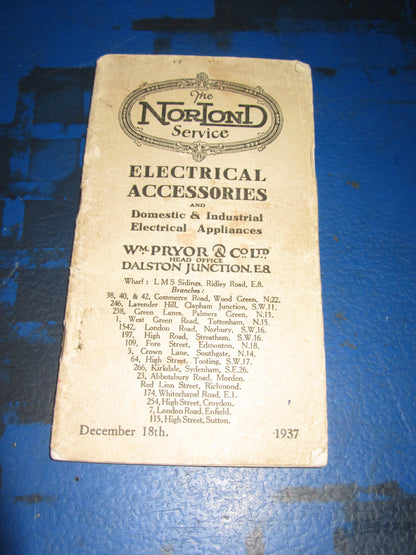 The
NORLOND
Service
ELECTRICAL
ACCESSORIES
AND
Domestic & Industrial
Electrical Appliances
WM. PRYOR & CO. LTD.
HEAD OFFICE
DALSTON JUNCTION, E.8
Wharf : L M S Sidings, Ridley Road, E.8.
Branches :
38, 40, & 42, Commerce Road, Wood Green, N.22.
246, Lavender Hill, Clapham Junction, S.W.11.
238, Green Lanes, Palmers Green, N.13.
1, West Green Road, Tottenham, N.15.
1542, London Road, Norbury, S.W.16.
197, High Road, Streatham, S.W.16.
109, Fore Street, Edmonton, N.18.
3, Crown Lane, Southgate, N.14.
64, High Street, Tooting, S.W.17.
266, Kirkdale, Sydenham, S.E.26.
23, Abbotsbury Road, Morden.
Red Lion Street, Richmond.
174, Whitechapel Road, E.1.
254, High Street, Croydon.
7, London Road, Enfield.
115, High Street, Sutton.
December 18th. 1937